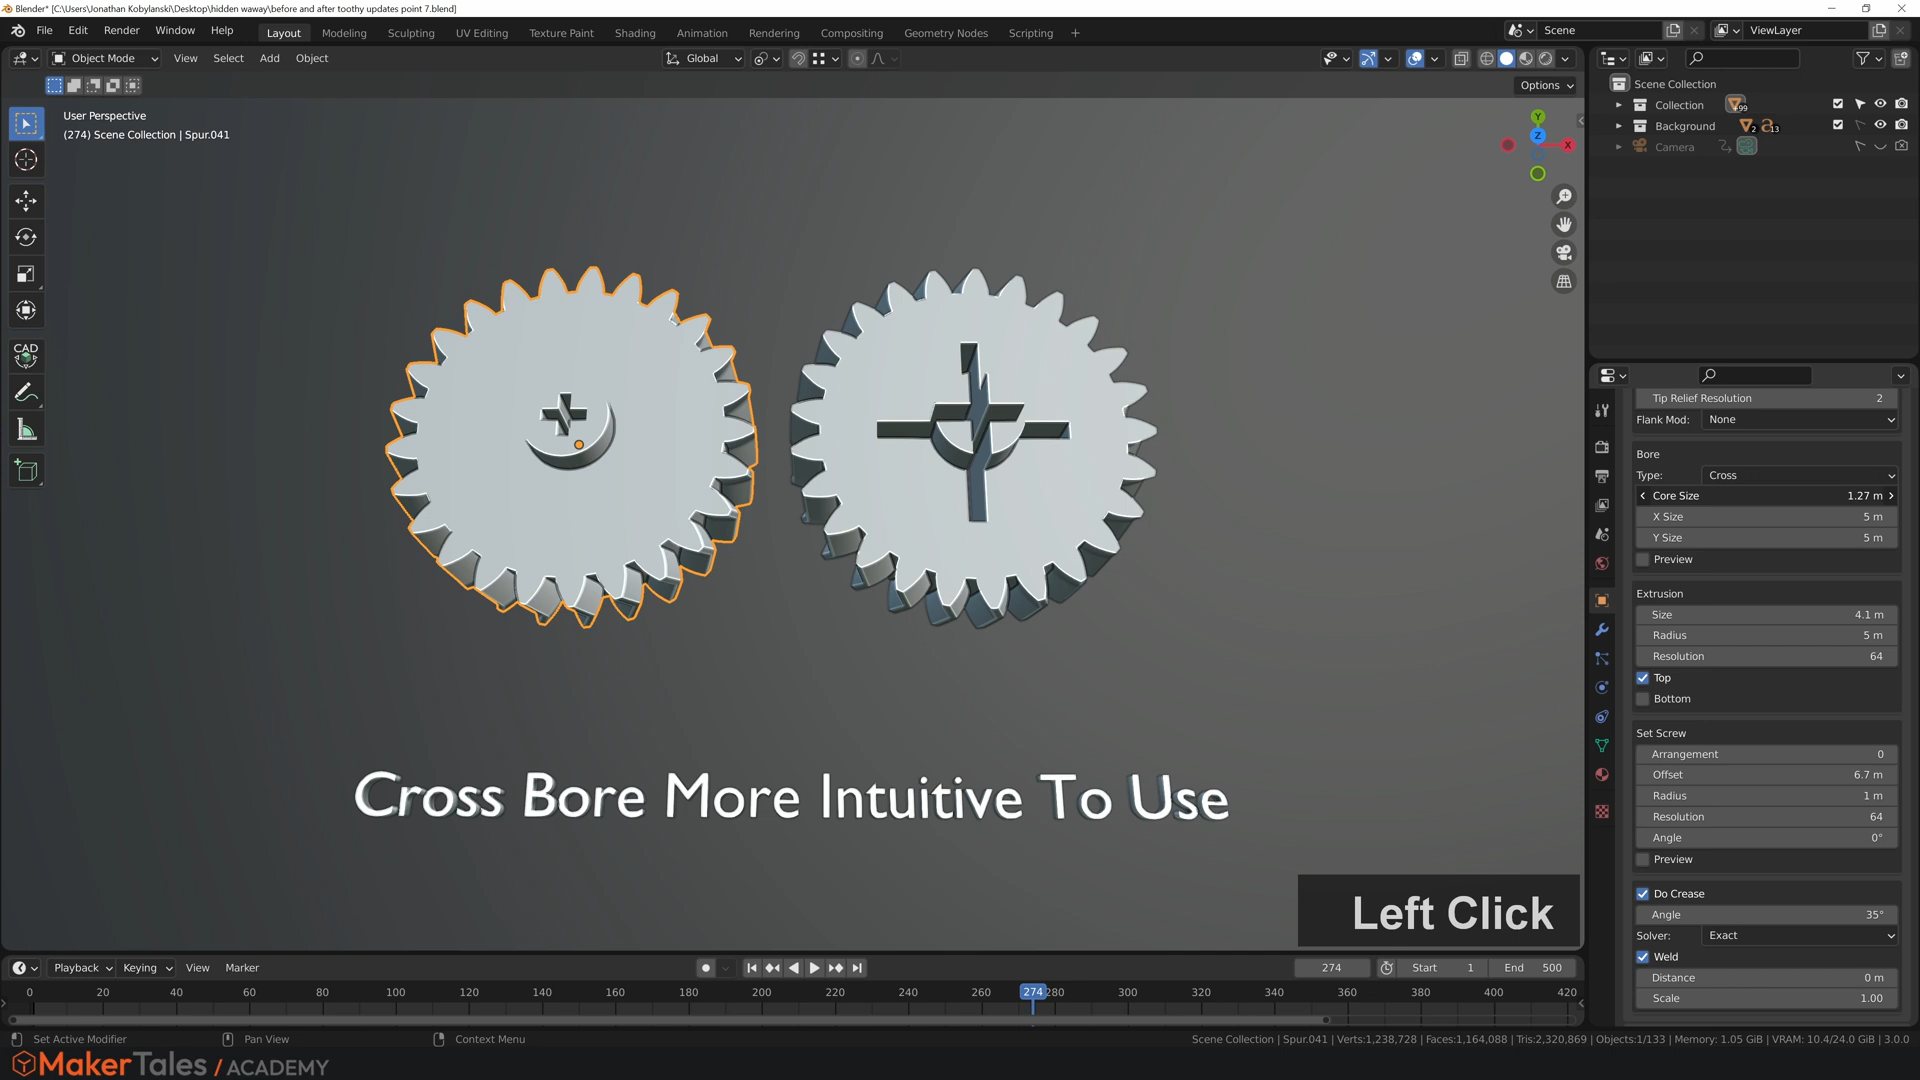 Blender* [C:\Users\Jonathan Kobylanski\Desktop\hidden waway\before and after toothy updates point 7.blend]
File Edit Render Window Help Layout Modeling Sculpting UV Editing Texture Paint Shading Animation Rendering Compositing Geometry Nodes Scripting + Scene ViewLayer
Object Mode View Select Add Object Global
Options
User Perspective
(274) Scene Collection | Spur.041
Y
Z
X
CAD
Scene Collection
Collection 99
Background 2 13
Camera
Tip Relief Resolution 2
Flank Mod: None
Bore
Type: Cross
Core Size 1.27 m
X Size 5 m
Y Size 5 m
Preview
Extrusion
Size 4.1 m
Radius 5 m
Resolution 64
Top
Bottom
Set Screw
Arrangement 0
Offset 6.7 m
Radius 1 m
Resolution 64
Angle 0°
Preview
Do Crease
Angle 35°
Solver: Exact
Weld
Distance 0 m
Scale 1.00
Cross Bore More Intuitive To Use
Left Click
Playback Keying View Marker 274 Start 1 End 500
0 20 40 60 80 100 120 140 160 180 200 220 240 260 274 280 300 320 340 360 380 400 420
Set Active Modifier Pan View Context Menu Scene Collection | Spur.041 | Verts:1,238,728 | Faces:1,164,088 | Tris:2,320,869 | Objects:1/133 | Memory: 1.05 GiB | VRAM: 10.4/24.0 GiB | 3.0.0
MakerTales / ACADEMY